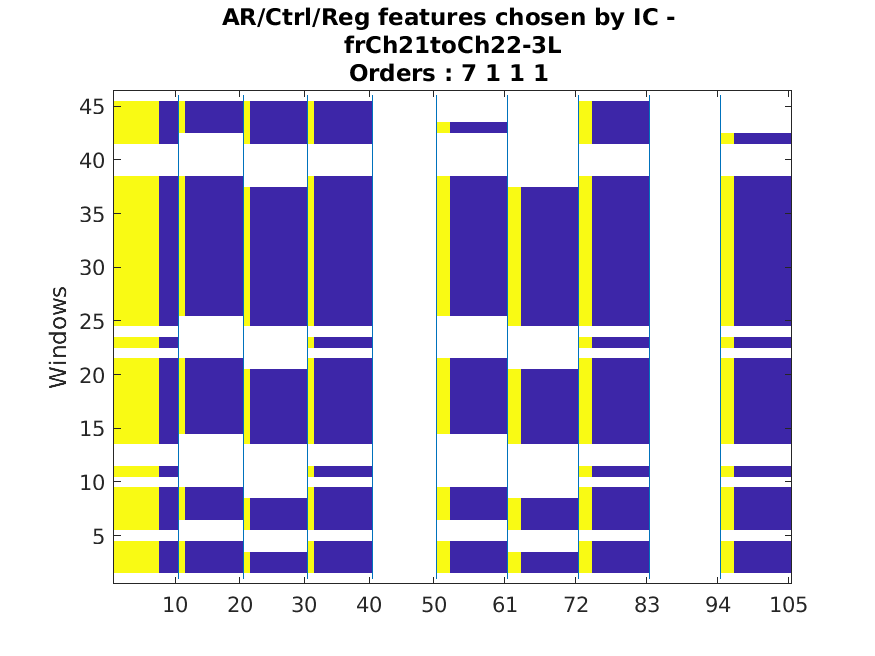 AR/Ctrl/Reg features chosen by IC -
frCh21toCh22-3L
Orders : 7 1 1 1
45
40
35
30
25
20
15
10
5
Windows
10 20 30 40 50 61 72 83 94 105